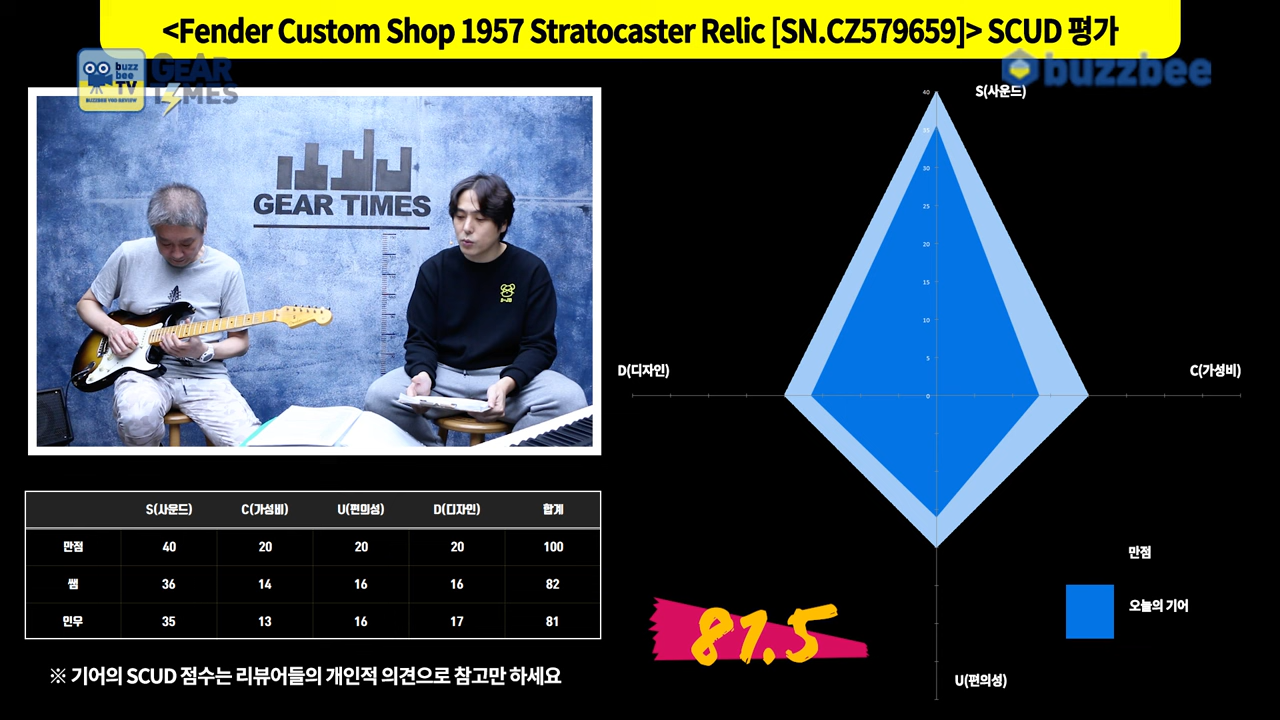 <Fender Custom Shop 1957 Stratocaster Relic [SN.CZ579659]> SCUD 평가
buzz
bee
TV
BUZZBEE YOU REVIEW
GEAR
TIMES
buzzbee
GEAR TIMES
S(사운드)
40
35
30
25
20
15
10
5
0
D(디자인)
C(가성비)
U(편의성)
만점
오늘의 기어
S(사운드) C(가성비) U(편의성) D(디자인) 합계
만점 40 20 20 20 100
쌤 36 14 16 16 82
민우 35 13 16 17 81
81.5
※ 기어의 SCUD 점수는 리뷰어들의 개인적 의견으로 참고만 하세요